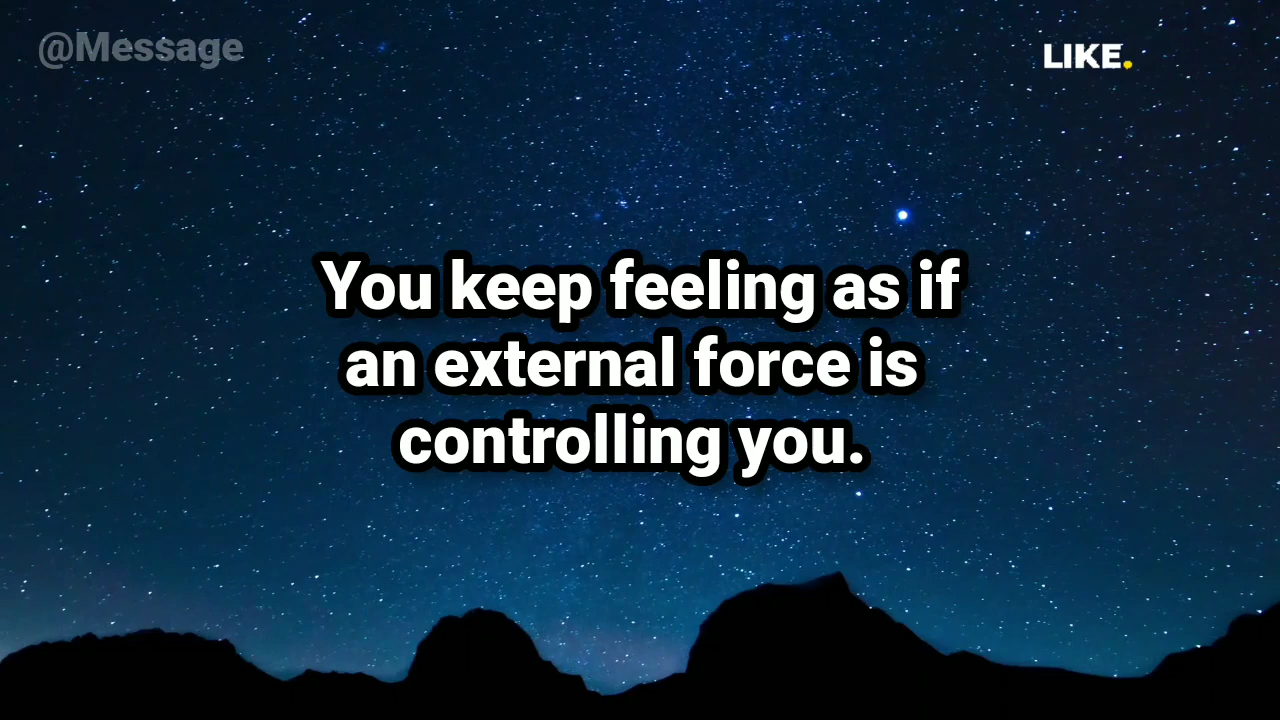 @Message
LIKE.
You keep feeling as if
an external force is
controlling you.